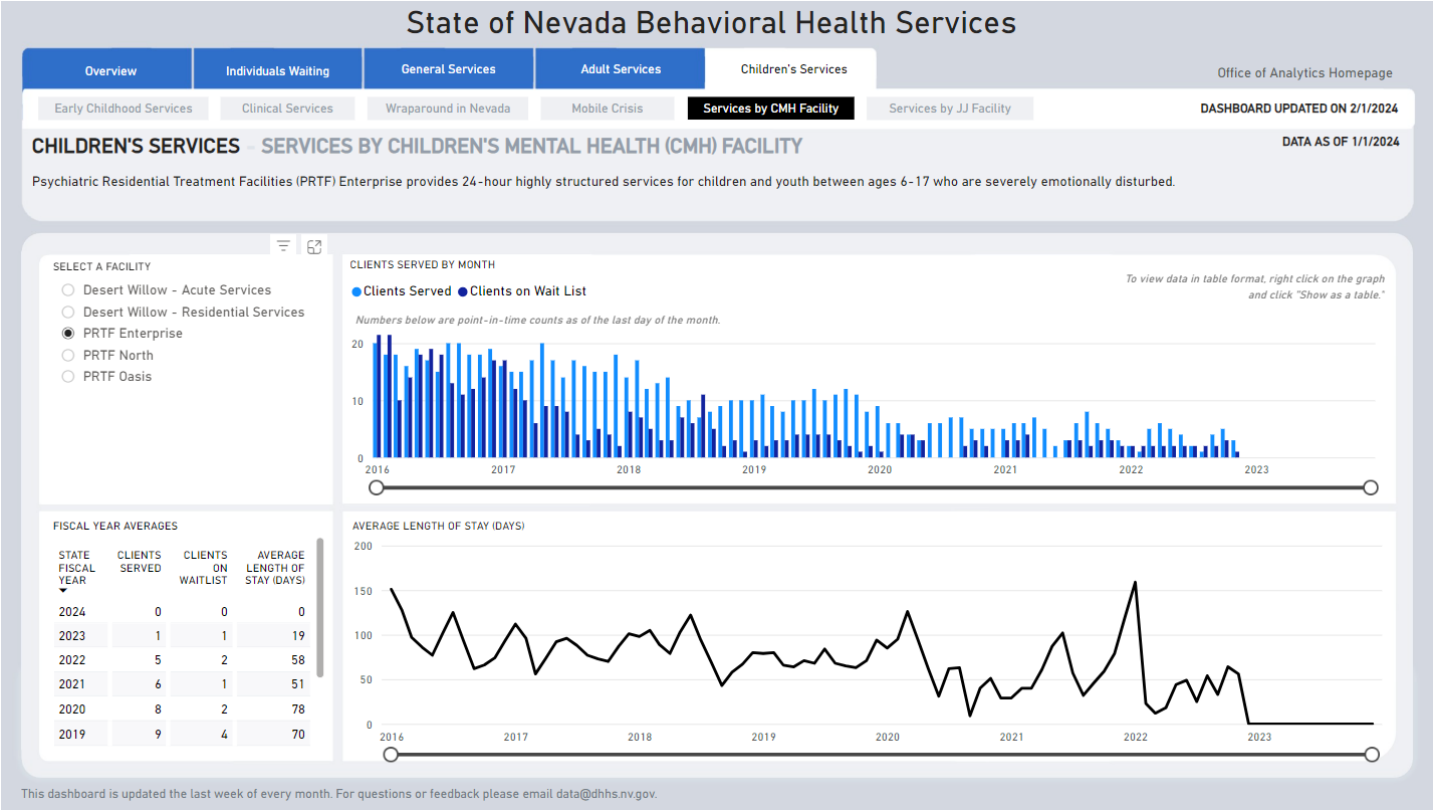 State of Nevada Behavioral Health Services
Overview
Individuals Waiting
General Services
Adult Services
Children's Services
Office of Analytics Homepage
Early Childhood Services
Clinical Services
Wraparound in Nevada
Mobile Crisis
Services by CMH Facility
Services by JJ Facility
DASHBOARD UPDATED ON 2/1/2024
CHILDREN'S SERVICES - SERVICES BY CHILDREN'S MENTAL HEALTH (CMH) FACILITY
DATA AS OF 1/1/2024
Psychiatric Residential Treatment Facilities (PRTF) Enterprise provides 24-hour highly structured services for children and youth between ages 6-17 who are severely emotionally disturbed.
SELECT A FACILITY
Desert Willow - Acute Services
Desert Willow - Residential Services
PRTF Enterprise
PRTF North
PRTF Oasis
CLIENTS SERVED BY MONTH
Clients Served Clients on Wait List
To view data in table format, right click on the graph
and click "Show as a table."
Numbers below are point-in-time counts as of the last day of the month.
20
10
0
2016 2017 2018 2019 2020 2021 2022 2023
FISCAL YEAR AVERAGES
STATE FISCAL YEAR
CLIENTS SERVED
CLIENTS ON WAITLIST
AVERAGE LENGTH OF STAY (DAYS)
2024 0 0 0
2023 1 1 19
2022 5 2 58
2021 6 1 51
2020 8 2 78
2019 9 4 70
AVERAGE LENGTH OF STAY (DAYS)
200
150
100
50
0
2016 2017 2018 2019 2020 2021 2022 2023
This dashboard is updated the last week of every month. For questions or feedback please email data@dhhs.nv.gov.